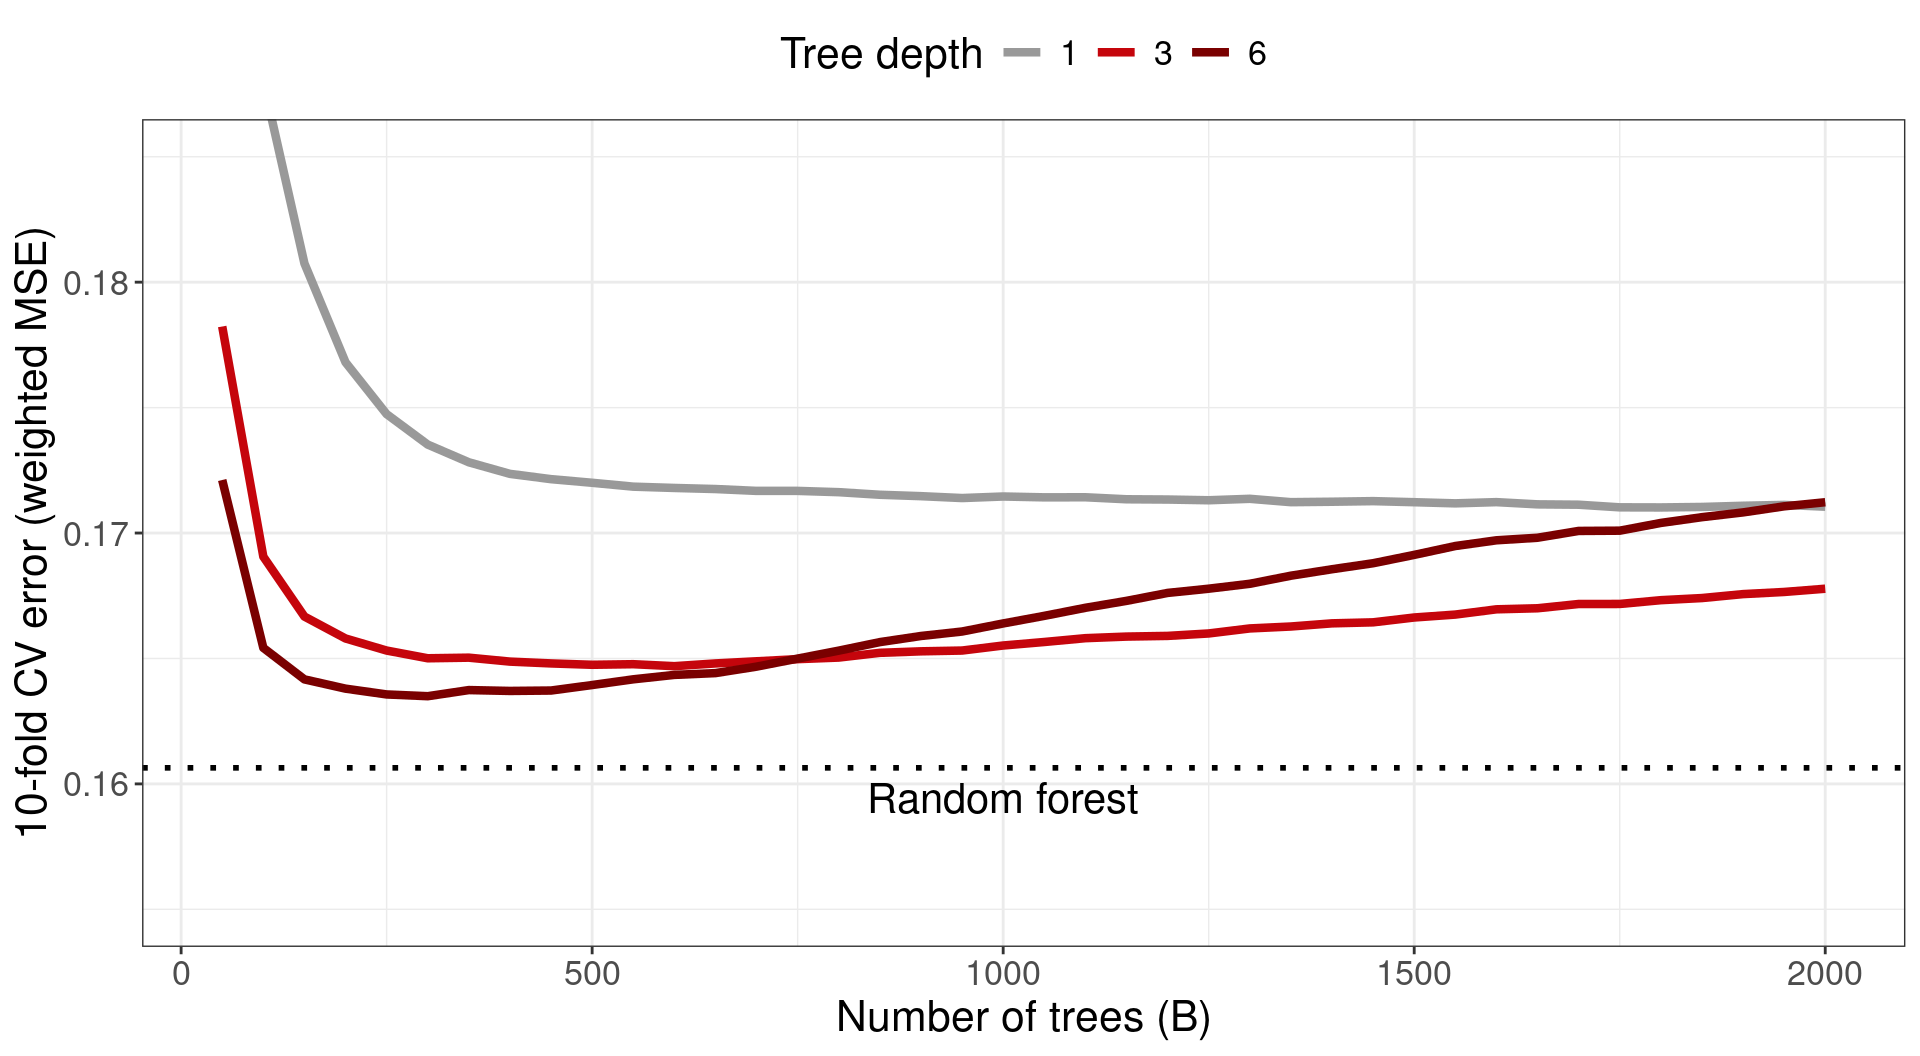 Tree depth 1 3 6
10-fold CV error (weighted MSE)
0.18
0.17
0.16
Random forest
0 500 1000 1500 2000
Number of trees (B)